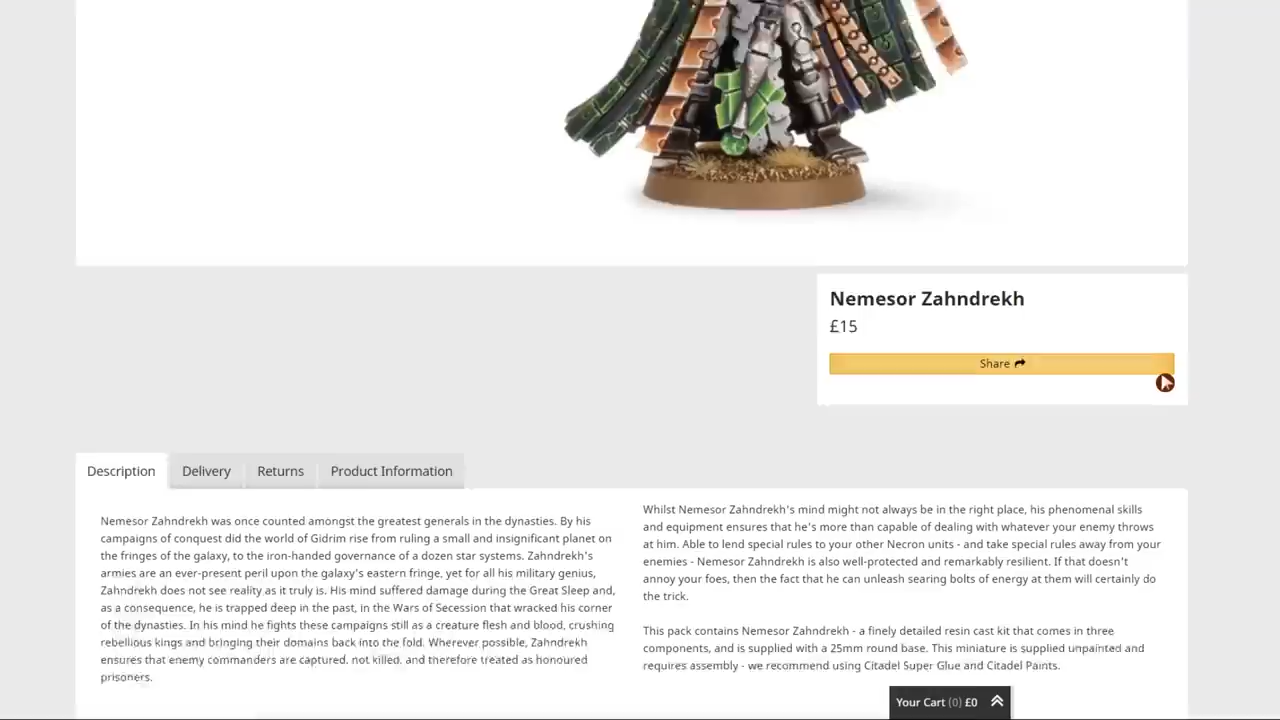 Nemesor Zahndrekh
£15
Share
Description
Delivery
Returns
Product Information
Nemesor Zahndrekh was once counted amongst the greatest generals in the dynasties. By his
campaigns of conquest did the world of Gidrim rise from ruling a small and insignificant planet on
the fringes of the galaxy, to the iron-handed governance of a dozen star systems. Zahndrekh's
armies are an ever-present peril upon the galaxy's eastern fringe, yet for all his military genius,
Zahndrekh does not see reality as it truly is. His mind suffered damage during the Great Sleep and,
as a consequence, he is trapped deep in the past, in the Wars of Secession that wracked his corner
of the dynasties. In his mind he fights these campaigns still as a creature flesh and blood, crushing
rebellious kings and bringing their domains back into the fold. Wherever possible, Zahndrekh
ensures that enemy commanders are captured, not killed, and therefore treated as honoured
prisoners.
Whilst Nemesor Zahndrekh's mind might not always be in the right place, his phenomenal skills
and equipment ensures that he's more than capable of dealing with whatever your enemy throws
at him. Able to lend special rules to your other Necron units - and take special rules away from your
enemies - Nemesor Zahndrekh is also well-protected and remarkably resilient. If that doesn't
annoy your foes, then the fact that he can unleash searing bolts of energy at them will certainly do
the trick.
This pack contains Nemesor Zahndrekh - a finely detailed resin cast kit that comes in three
components, and is supplied with a 25mm round base. This miniature is supplied unpainted and
requires assembly - we recommend using Citadel Super Glue and Citadel Paints.
Your Cart (0) £0